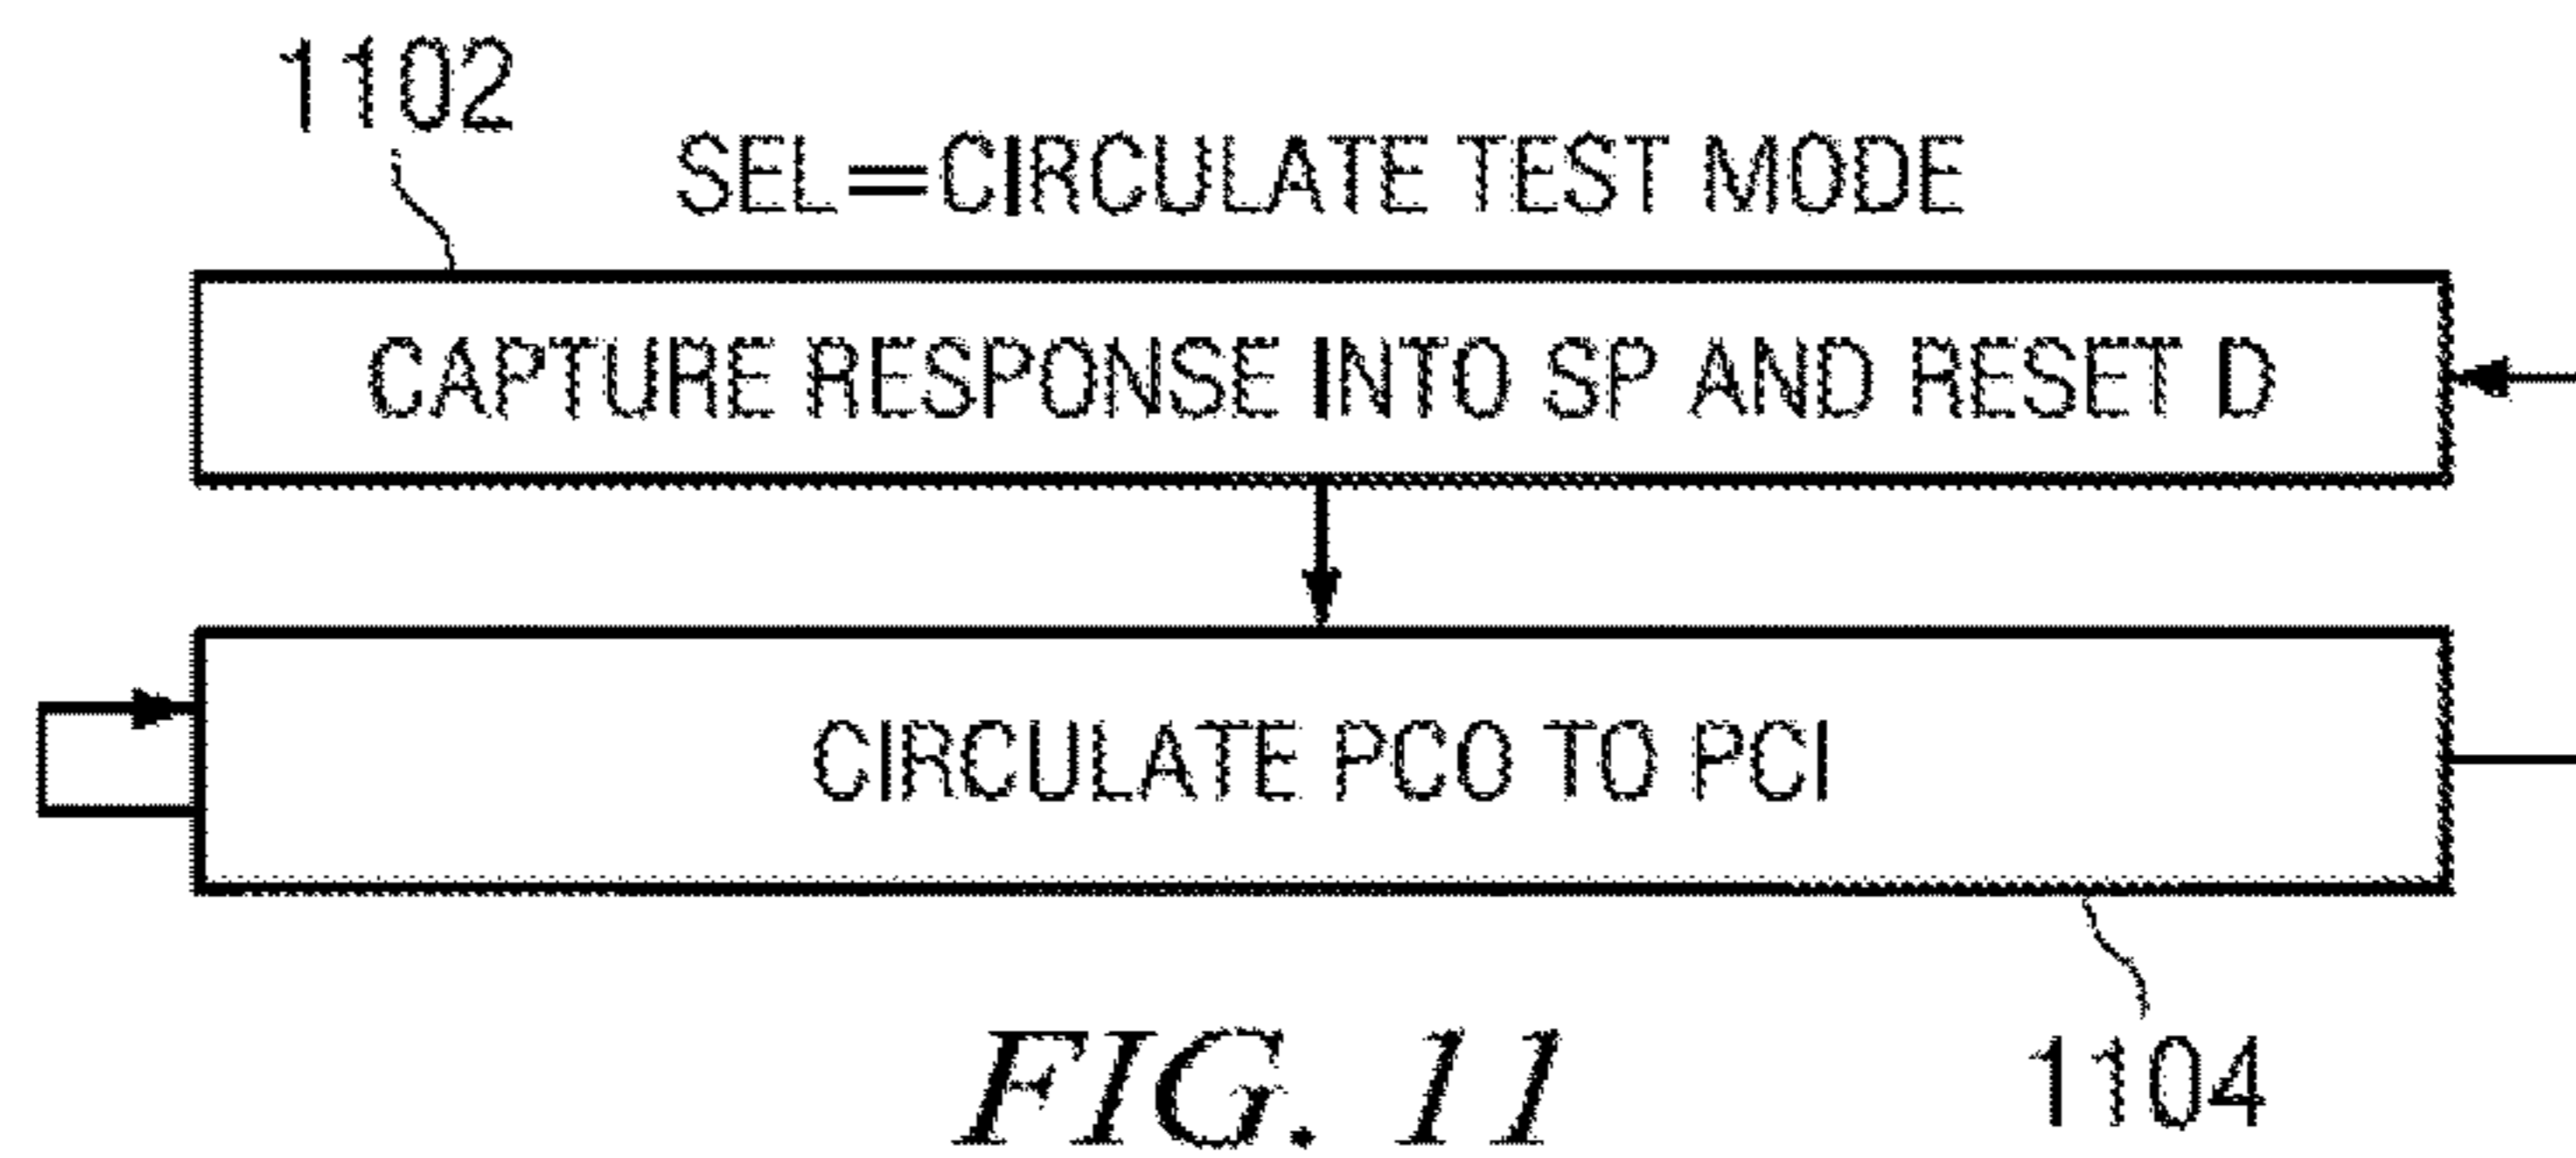 1102
SEL=CIRCULATE TEST MODE
CAPTURE RESPONSE INTO SP AND RESET D
CIRCULATE PCO TO PCI
1104
FIG. 11